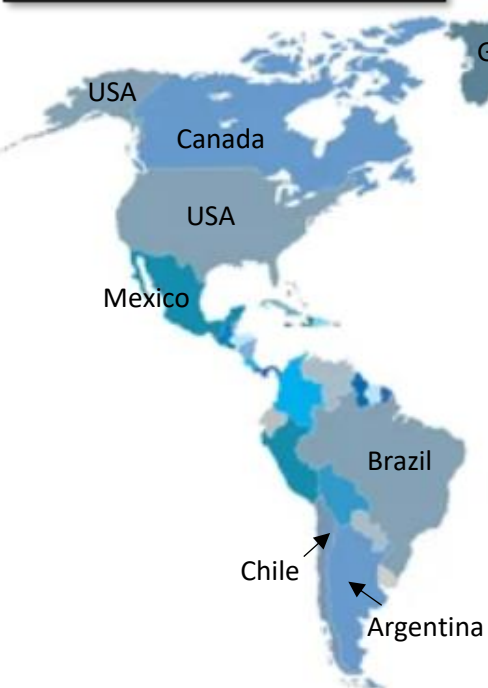 G
USA
Canada
USA
Mexico
Brazil
Chile
Argentina